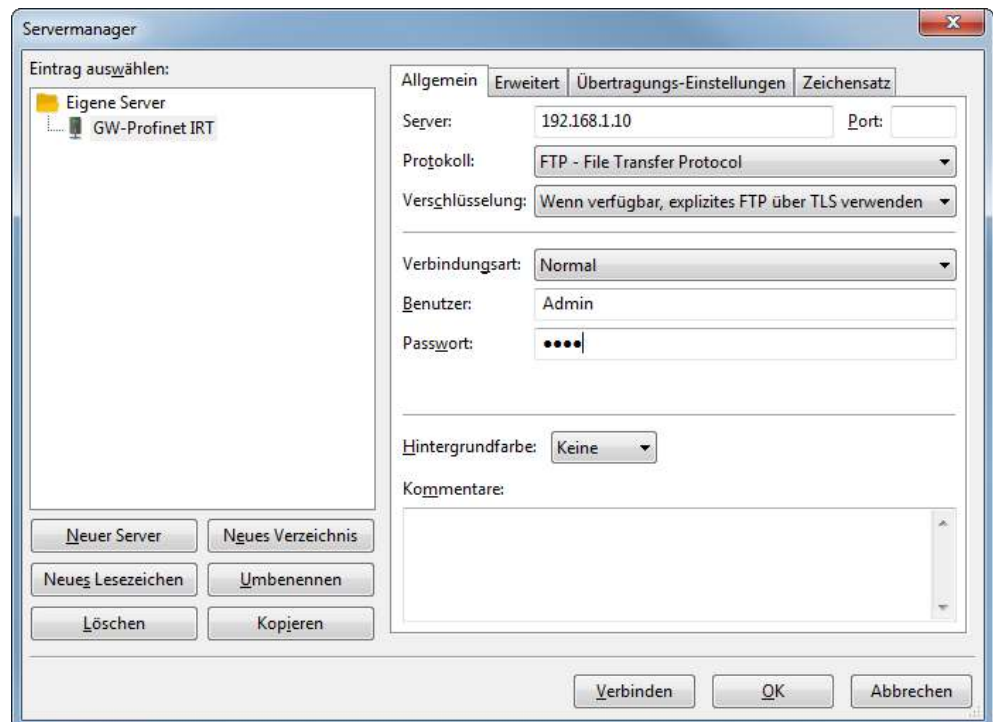 Servermanager
Eintrag auswählen:
Eigene Server
GW-Profinet IRT
Neuer Server
Neues Verzeichnis
Neues Lesezeichen
Umbenennen
Löschen
Kopieren
Allgemein Erweitert Übertragungs-Einstellungen Zeichensatz
Server: 192.168.1.10 Port:
Protokoll: FTP - File Transfer Protocol
Verschlüsselung: Wenn verfügbar, explizites FTP über TLS verwenden
Verbindungsart: Normal
Benutzer: Admin
Passwort: ••••
Hintergrundfarbe: Keine
Kommentare:
Verbinden OK Abbrechen